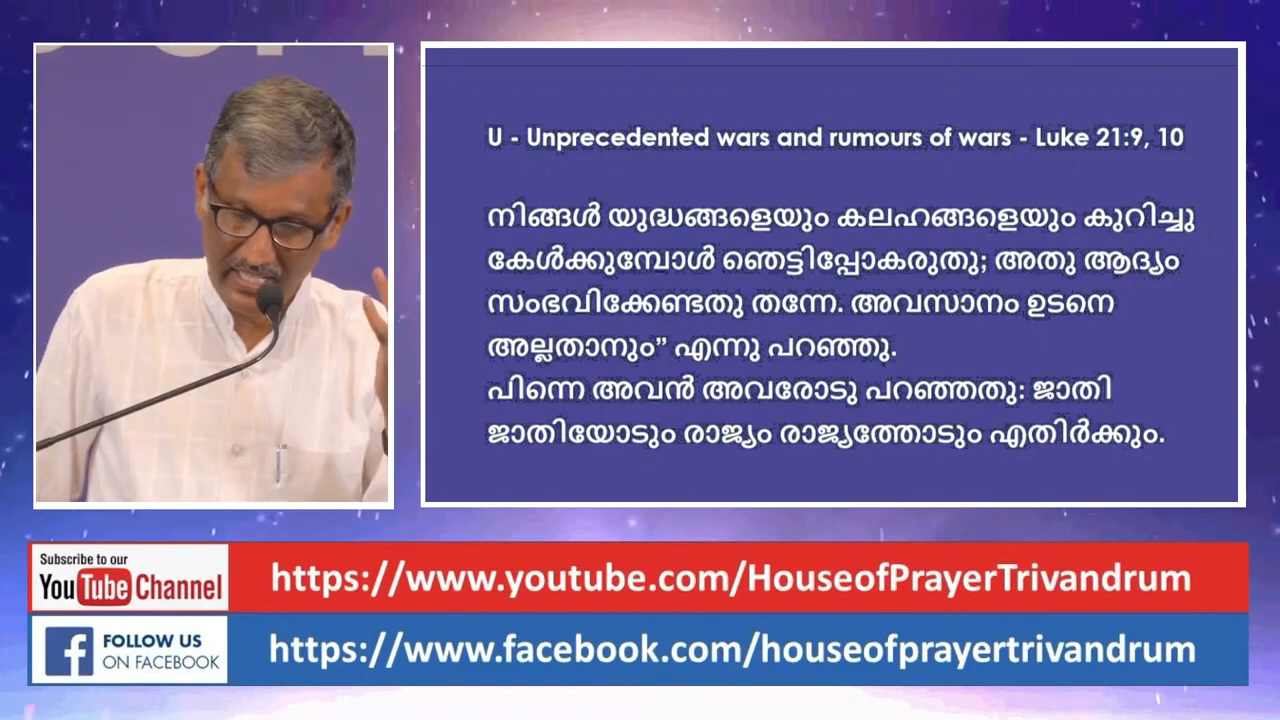 U - Unprecedented wars and rumours of wars - Luke 21:9, 10
നിങ്ങൾ യുദ്ധങ്ങളെയും കലഹങ്ങളെയും കുറിച്ചു
കേൾക്കുമ്പോൾ ഞെട്ടിപ്പോകരുതു; അതു ആദ്യം
സംഭവിക്കേണ്ടതു തന്നേ. അവസാനം ഉടനെ
അല്ലതാനും” എന്നു പറഞ്ഞു.
പിന്നെ അവൻ അവരോടു പറഞ്ഞതു: ജാതി
ജാതിയോടും രാജ്യം രാജ്യത്തോടും എതിർക്കും.
Subscribe to our
YouTube Channel
https://www.youtube.com/HouseofPrayerTrivandrum
f FOLLOW US
ON FACEBOOK
https://www.facebook.com/houseofprayertrivandrum